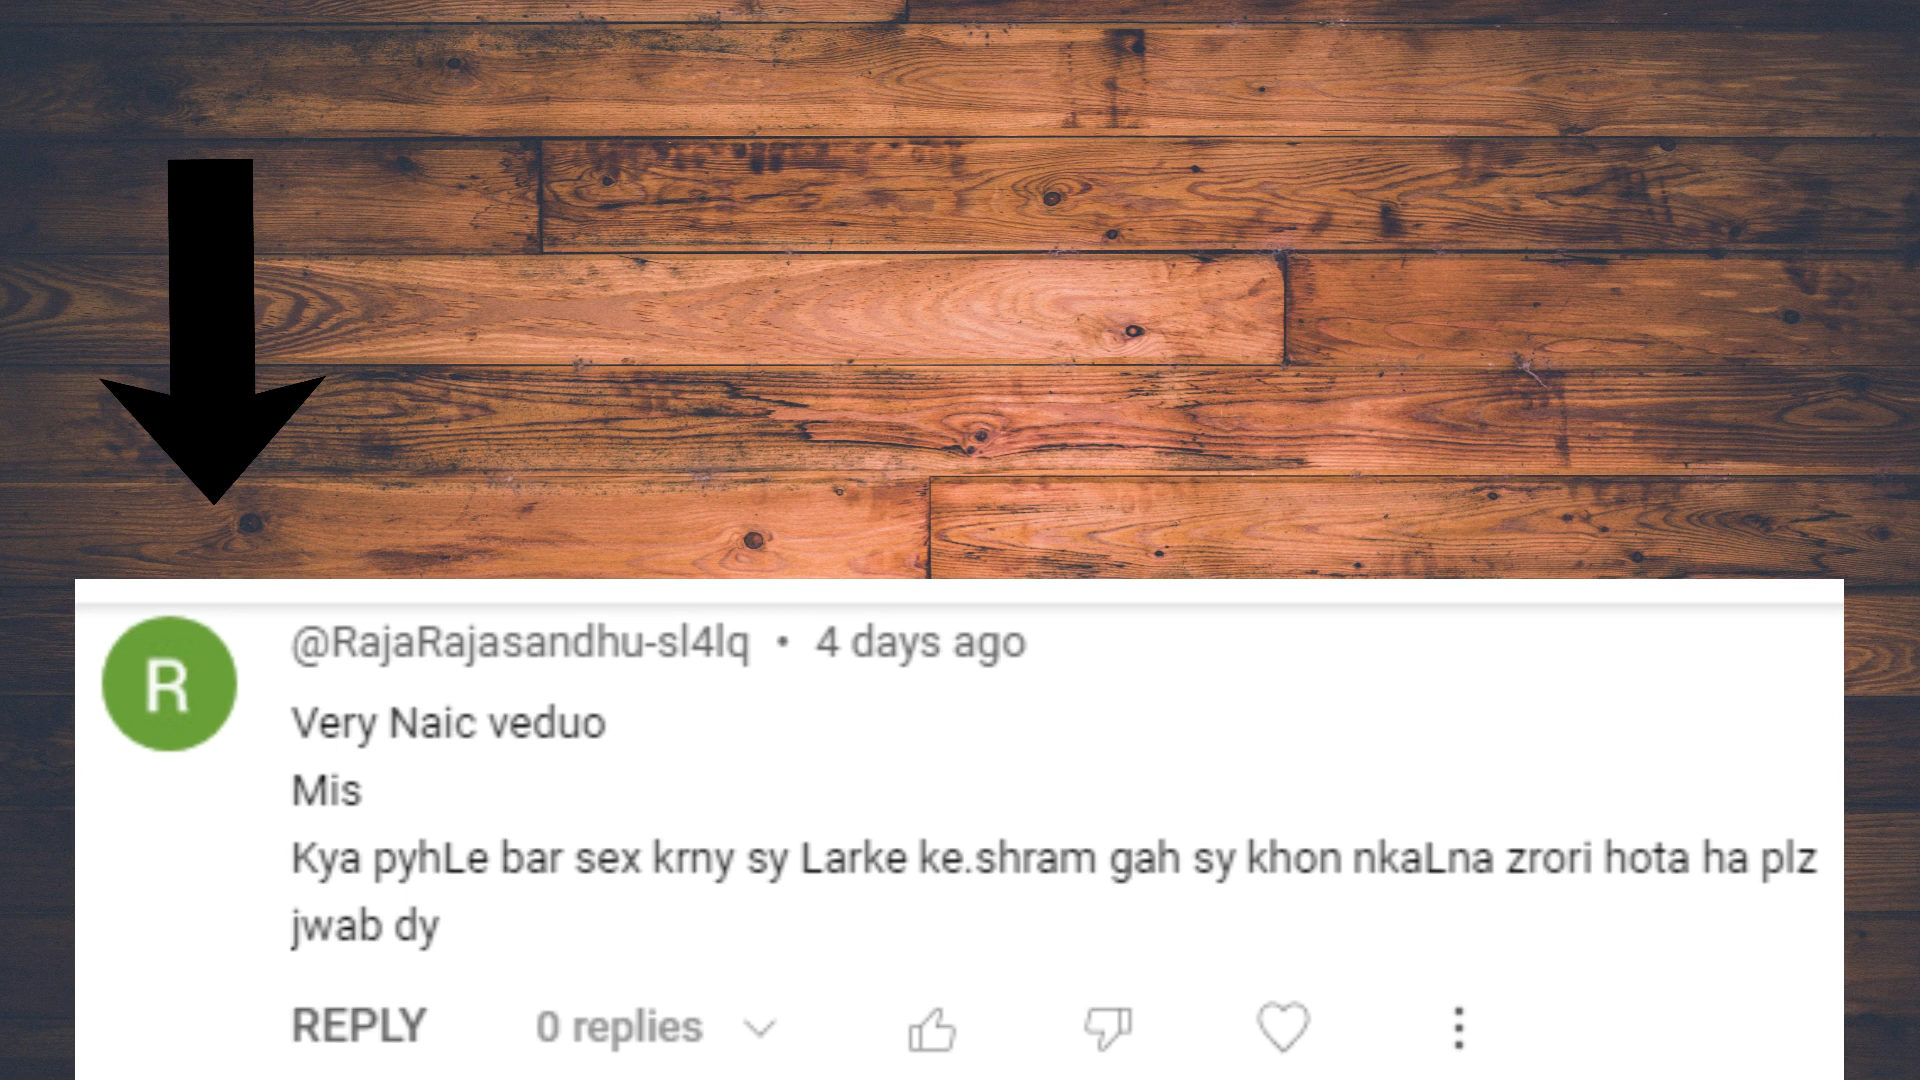 R
@RajaRajasandhu-sl4lq • 4 days ago
Very Naic veduo
Mis
Kya pyhLe bar sex krny sy Larke ke.shram gah sy khon nkaLna zrori hota ha plz
jwab dy
REPLY 0 replies